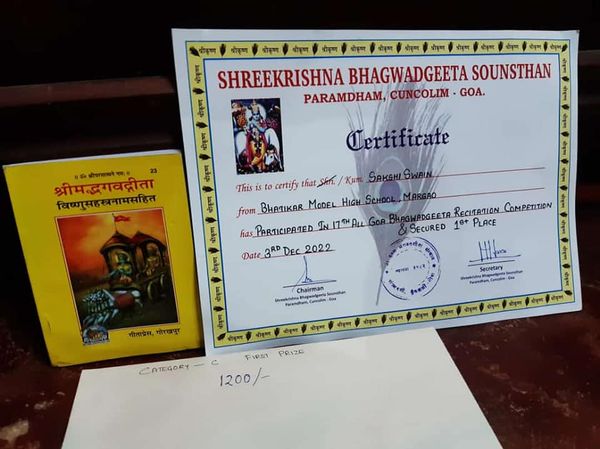 SHREEKRISHNA BHAGWADGEETA SOUNSTHAN
PARAMDHAM, CUNCOLIM - GOA.
Certificate
This is to certify that Shri. / Kum. SAKSHI SWAIN
from BHATIKAR MODEL HIGH SCHOOL, MARGAO
has PARTICIPATED IN 17TH ALL GOA BHAGWADGEETA RECITATION COMPETITION
& SECURED 1ST PLACE
Date 3RD DEC 2022
Chairman
Shreekrishna Bhagwadgeeta Sounsthan
Paramdham, Cuncolim - Goa
Secretary
Shreekrishna Bhagwadgeeta Sounsthan
Paramdham, Cuncolim - Goa
23
श्रीमद्भगवद्गीता
विष्णुसहस्रनामसहित
गीताप्रेस, गोरखपुर
CATEGORY - C FIRST PRIZE
1200/-